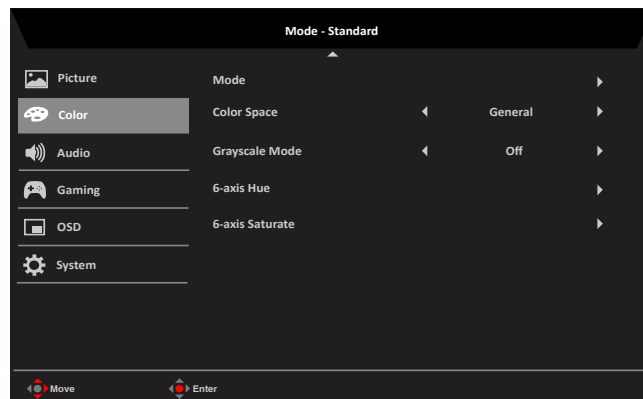 Mode - Standard
Picture
Color
Audio
Gaming
OSD
System
Mode
Color Space General
Grayscale Mode Off
6-axis Hue
6-axis Saturate
Move Enter